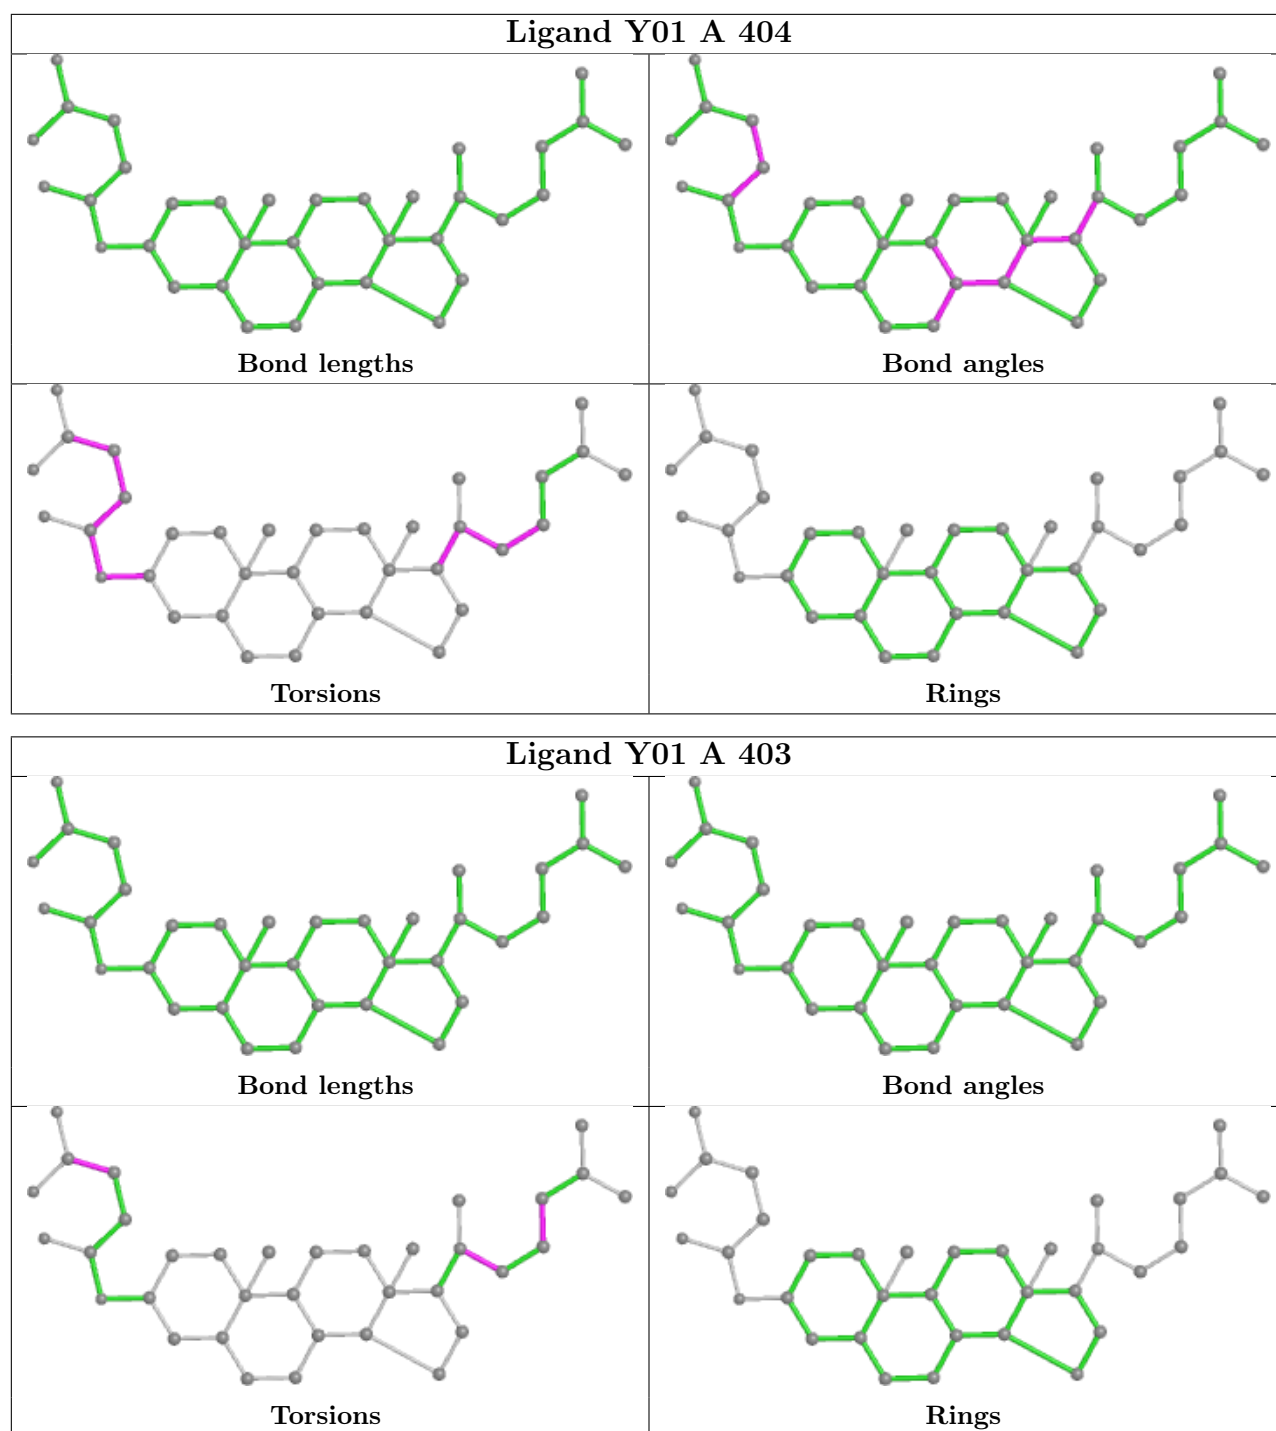 Ligand Y01 A 404
Bond lengths
Bond angles
Torsions
Rings
Ligand Y01 A 403
Bond lengths
Bond angles
Torsions
Rings